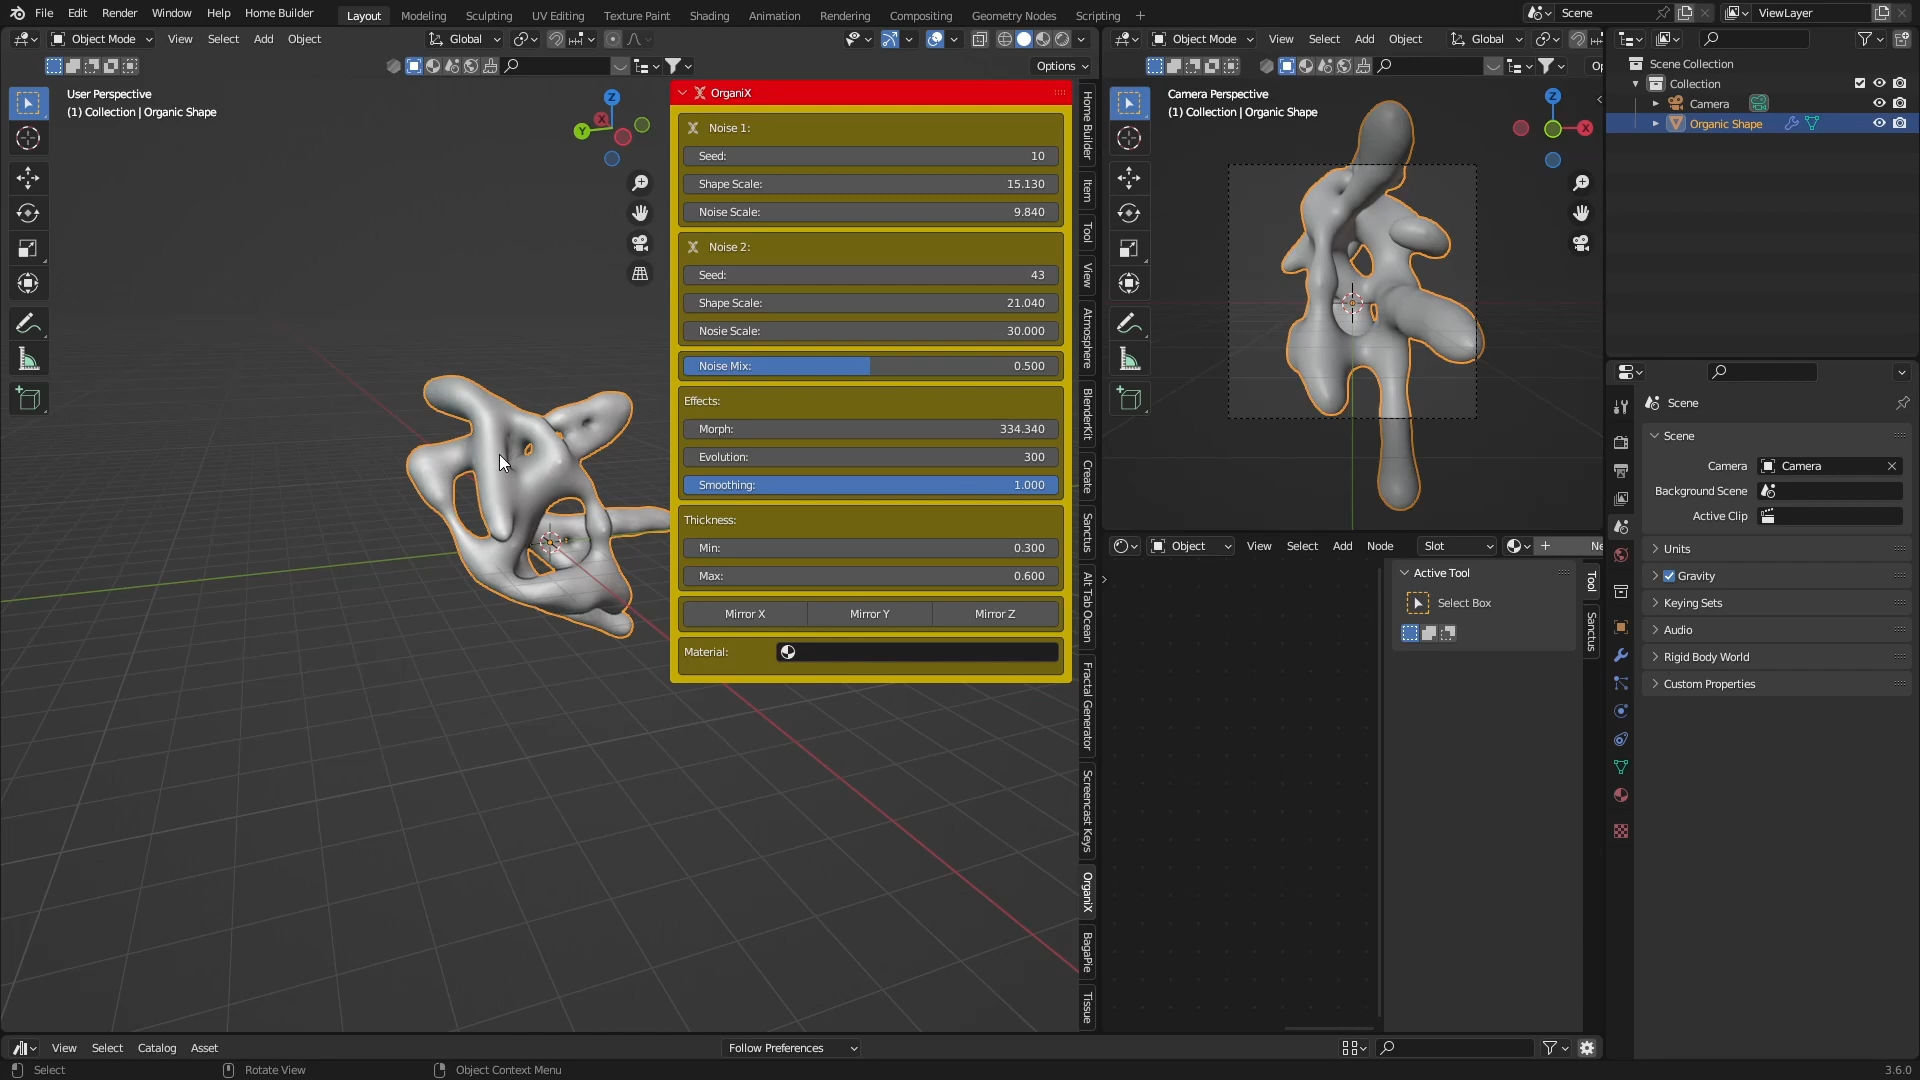 File Edit Render Window Help Home Builder Layout Modeling Sculpting UV Editing Texture Paint Shading Animation Rendering Compositing Geometry Nodes Scripting + Scene ViewLayer
Object Mode View Select Add Object Global
Options
User Perspective
(1) Collection | Organic Shape
Z
X
Y
OrganiX
Noise 1:
Seed: 10
Shape Scale: 15.130
Noise Scale: 9.840
Noise 2:
Seed: 43
Shape Scale: 21.040
Nosie Scale: 30.000
Noise Mix: 0.500
Effects:
Morph: 334.340
Evolution: 300
Smoothing: 1.000
Thickness:
Min: 0.300
Max: 0.600
Mirror X Mirror Y Mirror Z
Material:
Home Builder
Item
Tool
View
Atmosphere
BlenderKit
Create
Sanctus
Alt Tab Ocean
Fractal Generator
Screencast Keys
OrganiX
BagaPie
Tissue
Object Mode View Select Add Object Global
Op
Camera Perspective
(1) Collection | Organic Shape
Z
X
Object View Select Add Node Slot Ne
Active Tool
Select Box
Tool
Sanctus
Scene Collection
Collection
Camera
Organic Shape
Scene
Scene
Camera Camera
Background Scene
Active Clip
Units
Gravity
Keying Sets
Audio
Rigid Body World
Custom Properties
View Select Catalog Asset Follow Preferences
Select Rotate View Object Context Menu 3.6.0